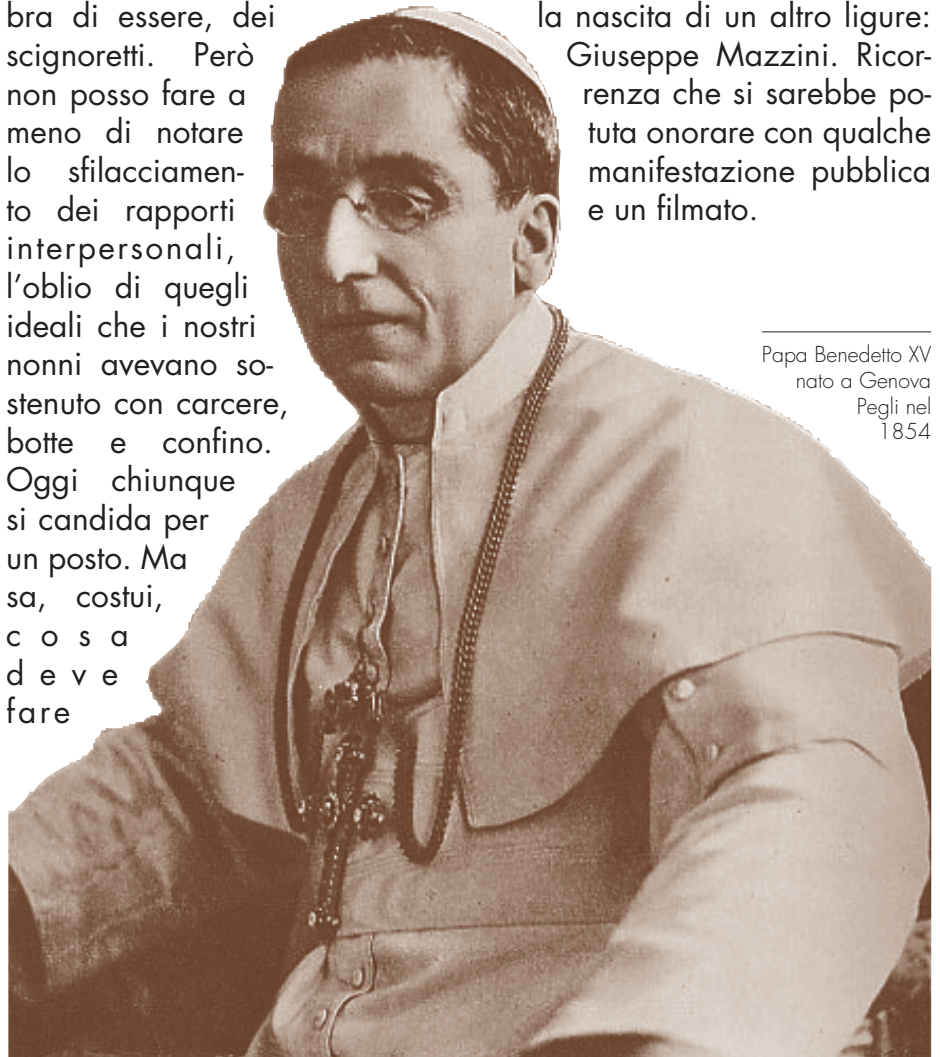 bra di essere, dei
scignoretti. Però
non posso fare a
meno di notare
lo sfilacciamen-
to dei rapporti
interpersonali,
l'oblio di quegli
ideali che i nostri
nonni avevano so-
stenuto con carcere,
botte e confino.
Oggi chiunque
si candida per
un posto. Ma
sa, costui,
cosa
deve
fare
la nascita di un altro ligure:
Giuseppe Mazzini. Ricor-
renza che si sarebbe po-
tuta onorare con qualche
manifestazione pubblica
e un filmato.
Papa Benedetto XV
nato a Genova
Pegli nel
1854